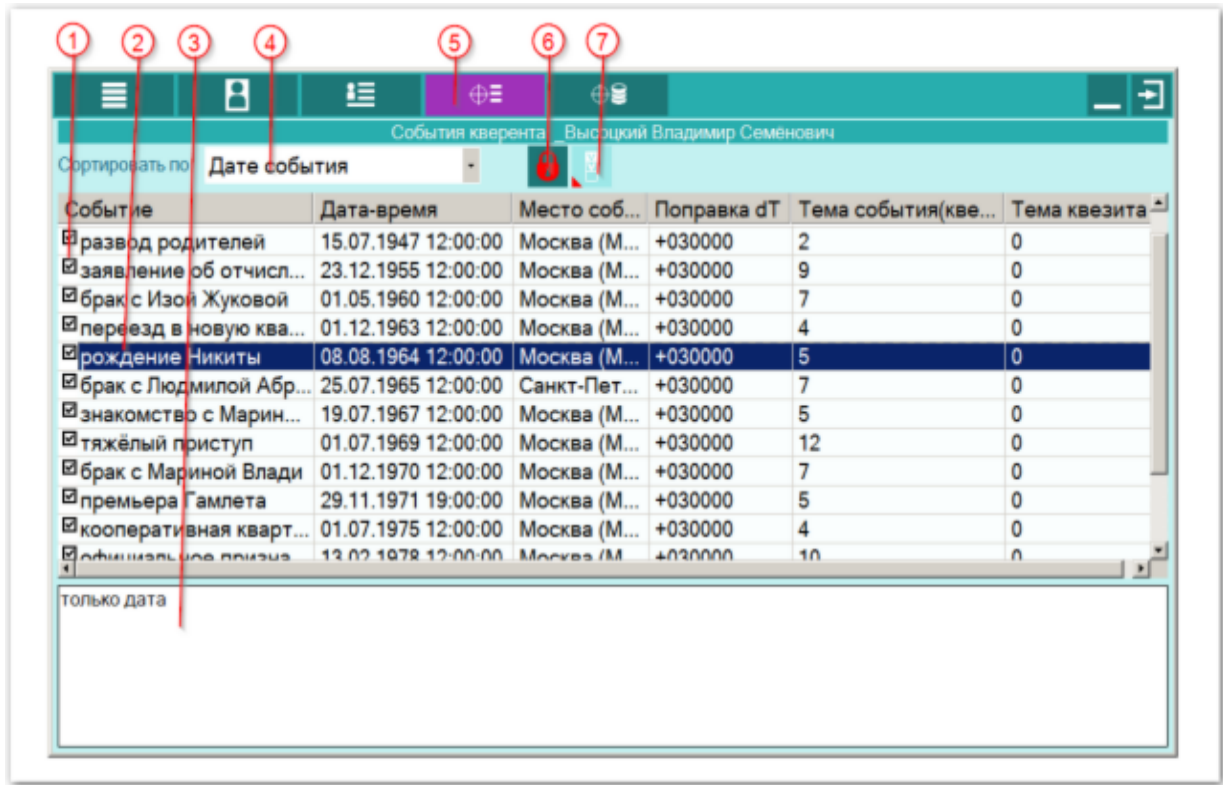 1 2 3 4 5 6 7
События кверента _Высоцкий Владимир Семёнович
Сортировать по Дате события
Событие Дата-время Место соб... Поправка dT Тема события(кве... Тема квезита
развод родителей 15.07.1947 12:00:00 Москва (М... +030000 2 0
заявление об отчисл... 23.12.1955 12:00:00 Москва (М... +030000 9 0
брак с Изой Жуковой 01.05.1960 12:00:00 Москва (М... +030000 7 0
переезд в новую ква... 01.12.1963 12:00:00 Москва (М... +030000 4 0
рождение Никиты 08.08.1964 12:00:00 Москва (М... +030000 5 0
брак с Людмилой Абр... 25.07.1965 12:00:00 Санкт-Пет... +030000 7 0
знакомство с Марин... 19.07.1967 12:00:00 Москва (М... +030000 5 0
тяжёлый приступ 01.07.1969 12:00:00 Москва (М... +030000 12 0
брак с Мариной Влади 01.12.1970 12:00:00 Москва (М... +030000 7 0
премьера Гамлета 29.11.1971 19:00:00 Москва (М... +030000 5 0
кооперативная кварт... 01.07.1975 12:00:00 Москва (М... +030000 4 0
официальное призна 13.02.1978 12:00:00 Москва (М +030000 10 0
только дата